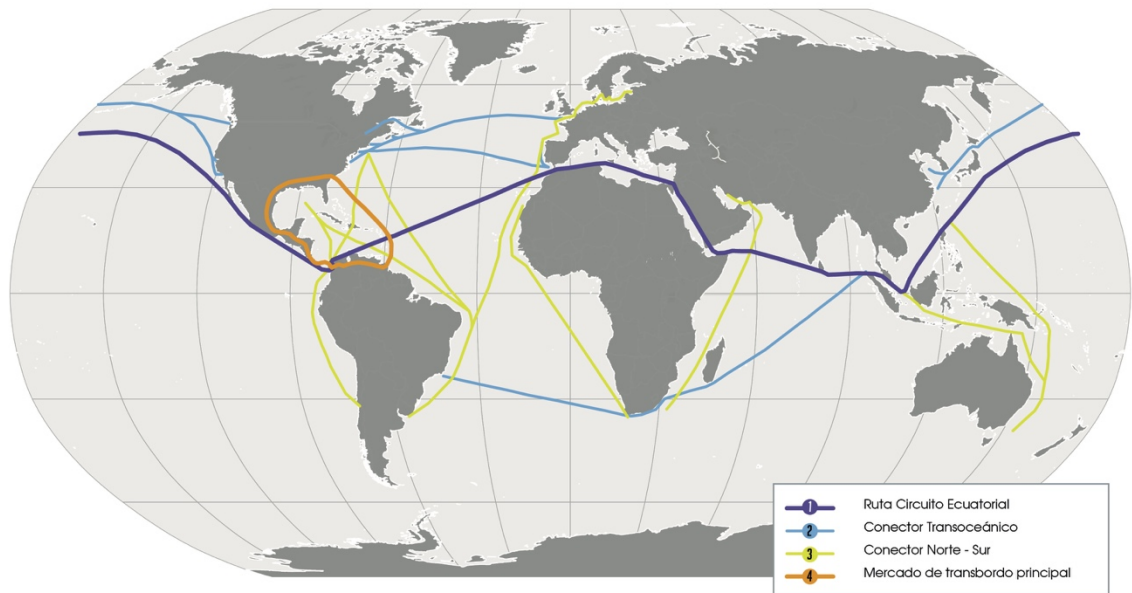 1 Ruta Circuito Ecuatorial
2 Conector Transoceánico
3 Conector Norte - Sur
4 Mercado de transbordo principal